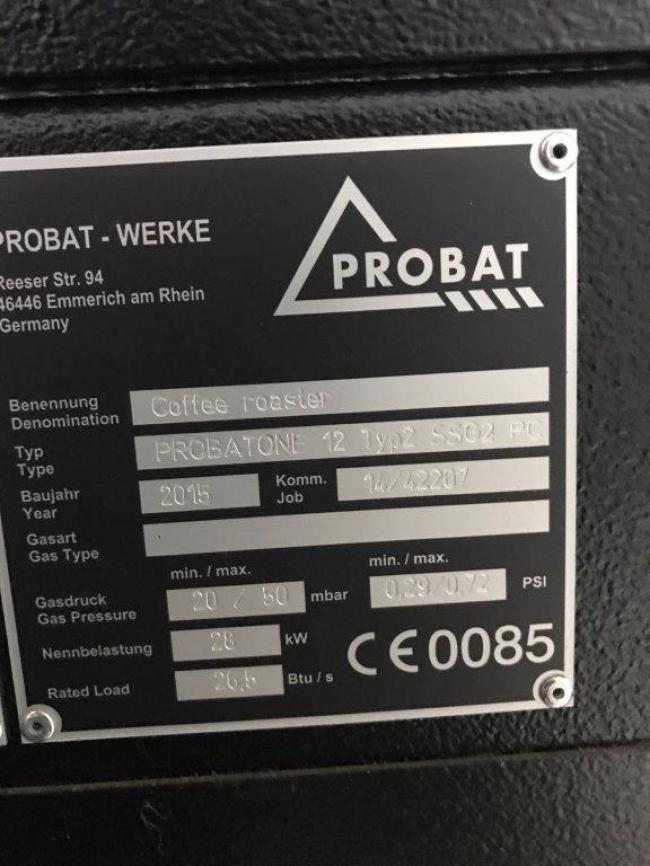 PROBAT - WERKE
Reeser Str. 94
46446 Emmerich am Rhein
Germany
PROBAT
Benennung
Denomination
Coffee roaster
Typ
Type
PROBATONE 12 Typ2 SS02 PC
Baujahr
Year
2015
Komm.
Job
14/42207
Gasart
Gas Type
min. / max.
min. / max.
Gasdruck
Gas Pressure
20 / 50 mbar
0,29/0,72 PSI
Nennbelastung
28 kW
Rated Load
26,5 Btu / s
CE 0085